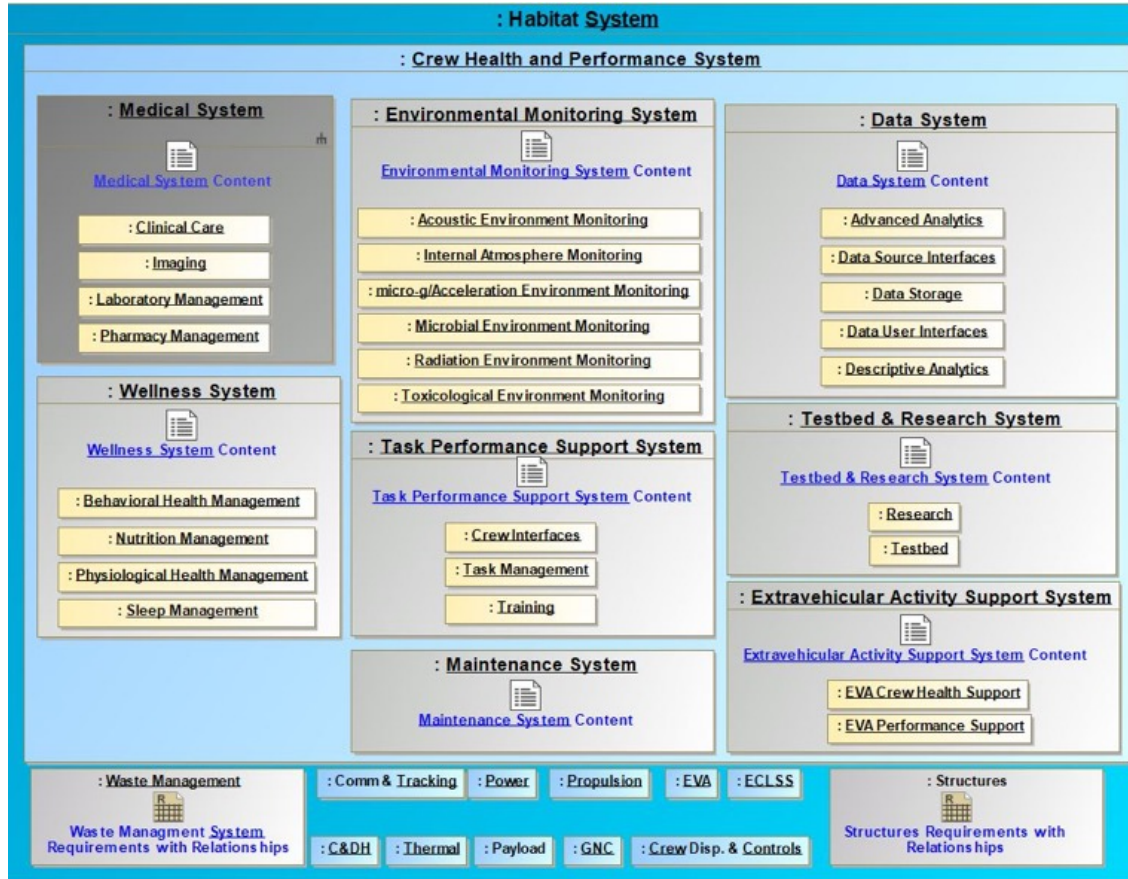 : Habitat System
: Crew Health and Performance System
: Medical System
Medical System Content
: Clinical Care
: Imaging
: Laboratory Management
: Pharmacy Management
: Wellness System
Wellness System Content
: Behavioral Health Management
: Nutrition Management
: Physiological Health Management
: Sleep Management
: Environmental Monitoring System
Environmental Monitoring System Content
: Acoustic Environment Monitoring
: Internal Atmosphere Monitoring
: micro-g/Acceleration Environment Monitoring
: Microbial Environment Monitoring
: Radiation Environment Monitoring
: Toxicological Environment Monitoring
: Task Performance Support System
Task Performance Support System Content
: Crew Interfaces
: Task Management
: Training
: Maintenance System
Maintenance System Content
: Data System
Data System Content
: Advanced Analytics
: Data Source Interfaces
: Data Storage
: Data User Interfaces
: Descriptive Analytics
: Testbed & Research System
Testbed & Research System Content
: Research
: Testbed
: Extravehicular Activity Support System
Extravehicular Activity Support System Content
: EVA Crew Health Support
: EVA Performance Support
: Waste Management
R
Waste Managment System
Requirements with Relationships
: Comm & Tracking
: Power
: Propulsion
: EVA
: ECLSS
: C&DH
: Thermal
: Payload
: GNC
: Crew Disp. & Controls
: Structures
R
Structures Requirements with
Relationships